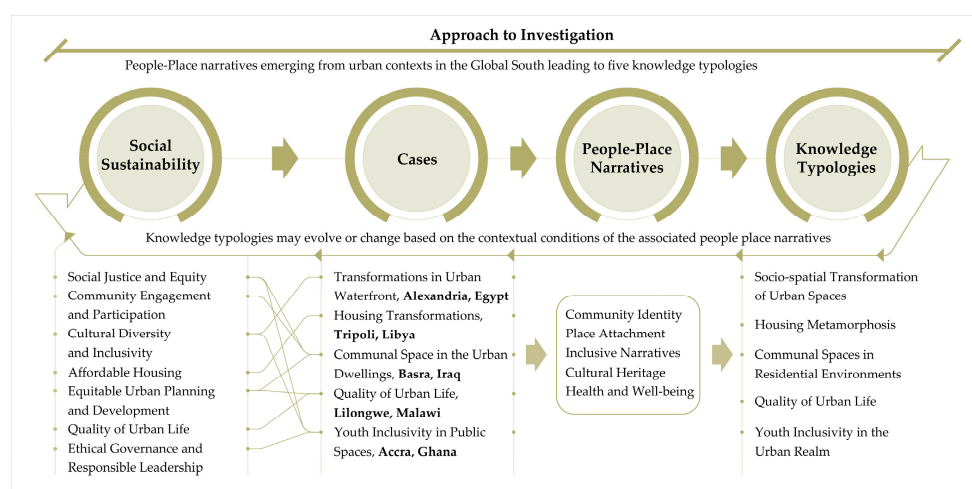 Approach to Investigation
People-Place narratives emerging from urban contexts in the Global South leading to five knowledge typologies
Social
Sustainability
Cases
People-Place
Narratives
Knowledge
Typologies
Knowledge typologies may evolve or change based on the contextual conditions of the associated people place narratives
Social Justice and Equity
Community Engagement
and Participation
Cultural Diversity
and Inclusivity
Affordable Housing
Equitable Urban Planning
and Development
Quality of Urban Life
Ethical Governance and
Responsible Leadership
Transformations in Urban
Waterfront, Alexandria, Egypt
Housing Transformations,
Tripoli, Libya
Communal Space in the Urban
Dwellings, Basra, Iraq
Quality of Urban Life,
Lilongwe, Malawi
Youth Inclusivity in Public
Spaces, Accra, Ghana
Community Identity
Place Attachment
Inclusive Narratives
Cultural Heritage
Health and Well-being
Socio-spatial Transformation
of Urban Spaces
Housing Metamorphosis
Communal Spaces in
Residential Environments
Quality of Urban Life
Youth Inclusivity in the
Urban Realm